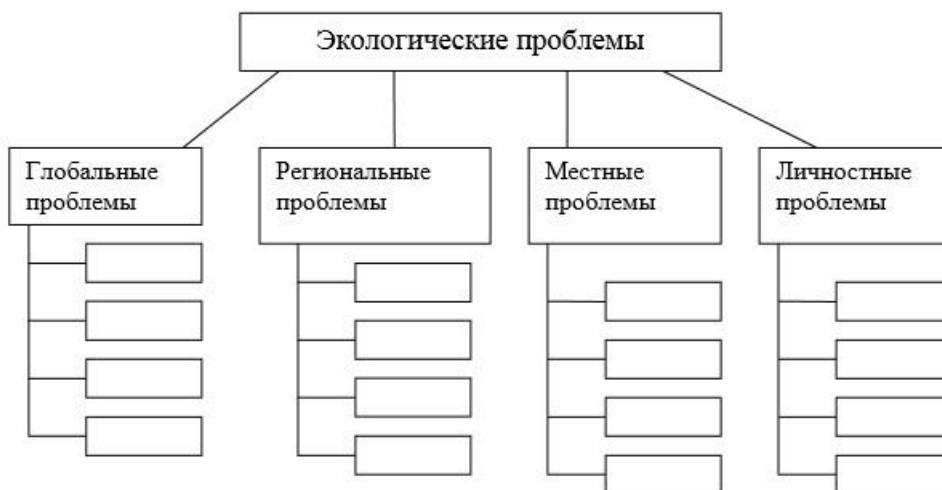 Экологические проблемы
Глобальные
проблемы
Региональные
проблемы
Местные
проблемы
Личностные
проблемы